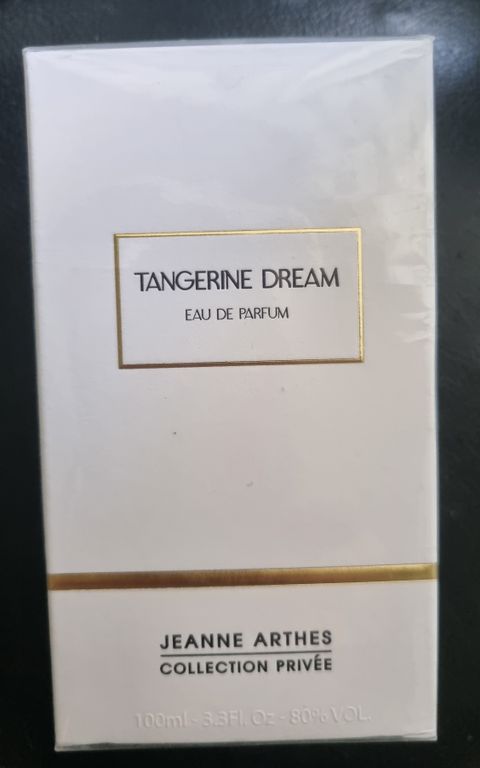 TANGERINE DREAM
EAU DE PARFUM
JEANNE ARTHES
COLLECTION PRIVÉE
100ml - 3.3Fl. Oz - 80% VOL.